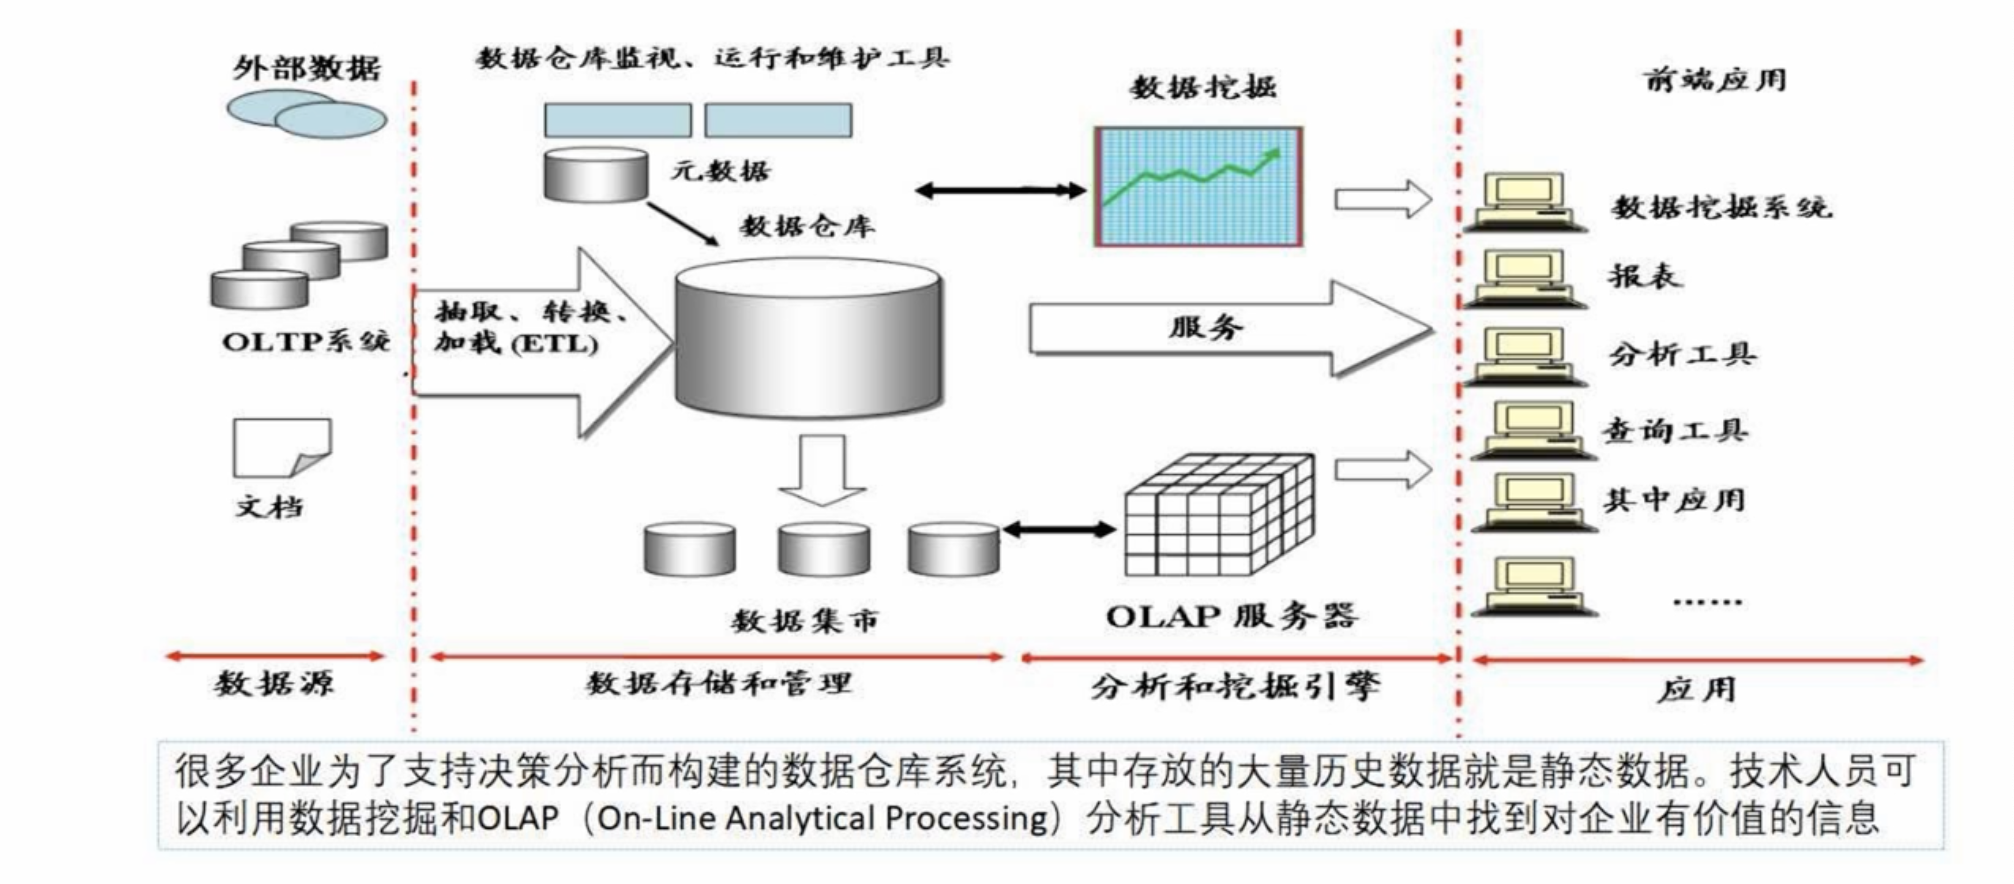 外部数据
OLTP系统
文档
数据源
数据仓库监视、运行和维护工具
元数据
数据仓库
抽取、转换、
加载 (ETL)
数据集市
数据存储和管理
数据挖掘
服务
OLAP 服务器
分析和挖掘引擎
前端应用
数据挖掘系统
报表
分析工具
查询工具
其中应用
......
应用
很多企业为了支持决策分析而构建的数据仓库系统，其中存放的大量历史数据就是静态数据。技术人员可
以利用数据挖掘和OLAP（On-Line Analytical Processing）分析工具从静态数据中找到对企业有价值的信息